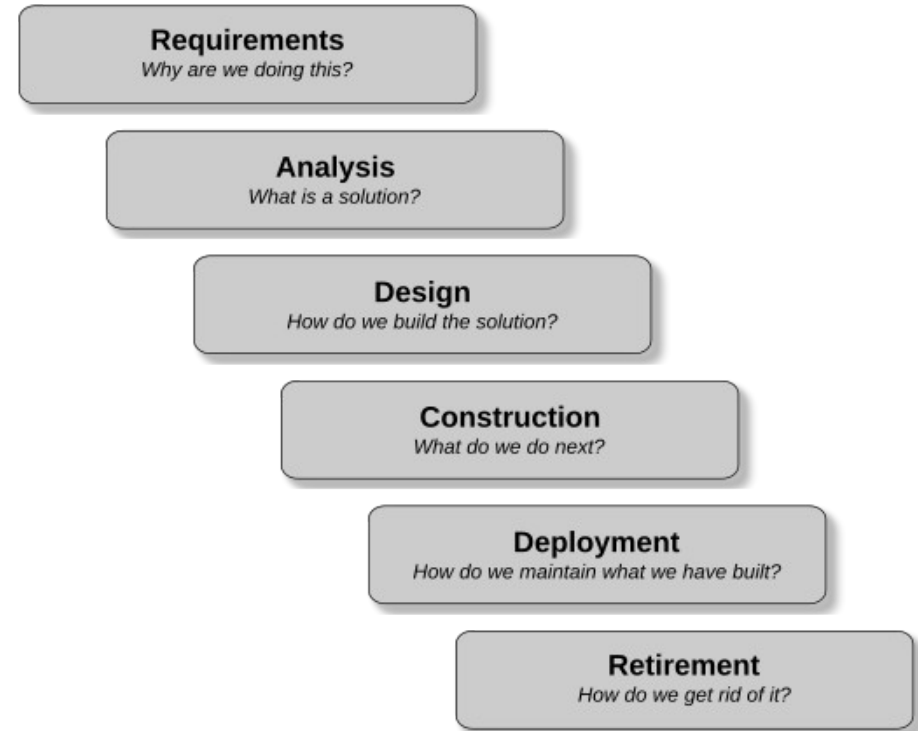 Requirements
Why are we doing this?
Analysis
What is a solution?
Design
How do we build the solution?
Construction
What do we do next?
Deployment
How do we maintain what we have built?
Retirement
How do we get rid of it?